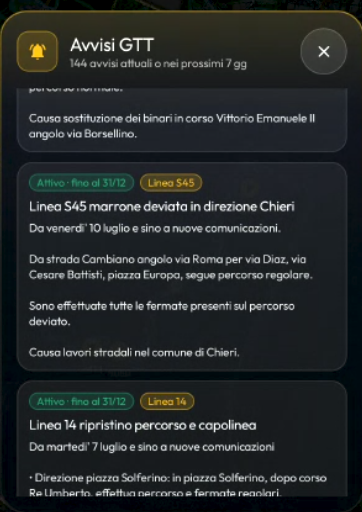 Avvisi GTT
144 avvisi attuali o nei prossimi 7 gg
percorso normale.
Causa sostituzione dei binari in corso Vittorio Emanuele II
angolo via Borsellino.
Attivo · fino al 31/12
Linea S45
Linea S45 marrone deviata in direzione Chieri
Da venerdi' 10 luglio e sino a nuove comunicazioni.
Da strada Cambiano angolo via Roma per via Diaz, via
Cesare Battisti, piazza Europa, segue percorso regolare.
Sono effettuate tutte le fermate presenti sul percorso
deviato.
Causa lavori stradali nel comune di Chieri.
Attivo · fino al 31/12
Linea 14
Linea 14 ripristino percorso e capolinea
Da martedi' 7 luglio e sino a nuove comunicazioni
• Direzione piazza Solferino: in piazza Solferino, dopo corso
Re Umberto, effettua percorso e fermate regolari.